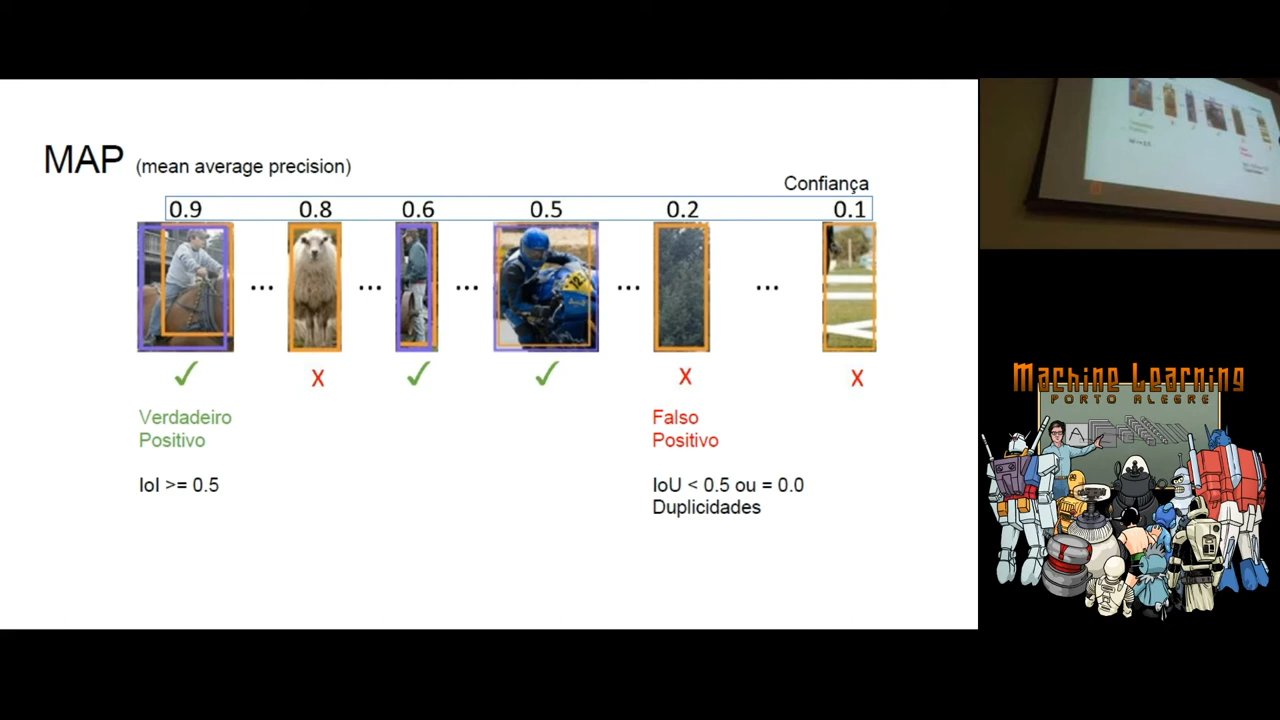 MAP (mean average precision)
Confiança
0.9 0.8 0.6 0.5 0.2 0.1
... ... ... ... ...
✓ X ✓ ✓ X X
Verdadeiro
Positivo
Falso
Positivo
IoI >= 0.5
IoU < 0.5 ou = 0.0
Duplicidades
Machine Learning
PORTO ALEGRE